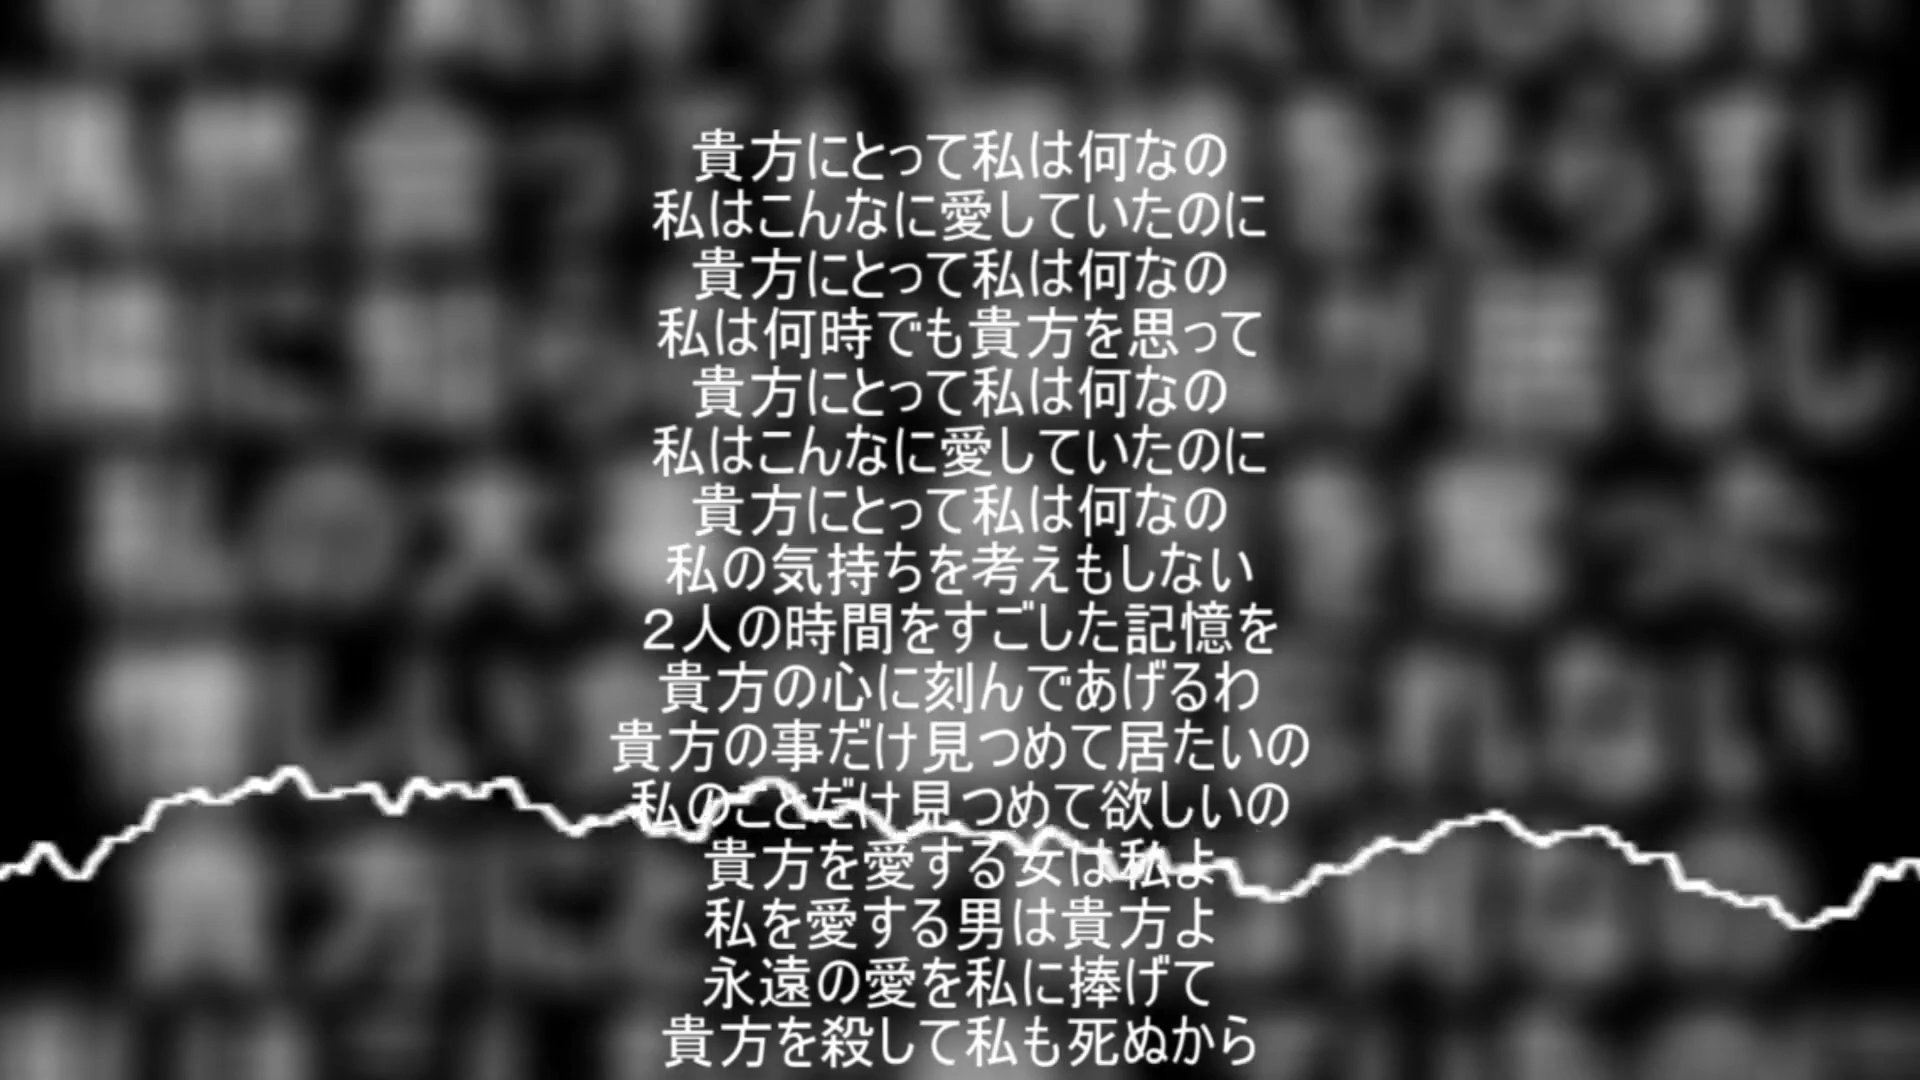 貴方にとって私は何なの
私はこんなに愛していたのに
貴方にとって私は何なの
私は何時でも貴方を思って
貴方にとって私は何なの
私はこんなに愛していたのに
貴方にとって私は何なの
私の気持ちを考えもしない
２人の時間をすごした記憶を
貴方の心に刻んであげるわ
貴方の事だけ見つめて居たいの
私のことだけ見つめて欲しいの
貴方を愛する女は私よ
私を愛する男は貴方よ
永遠の愛を私に捧げて
貴方を殺して私も死ぬから